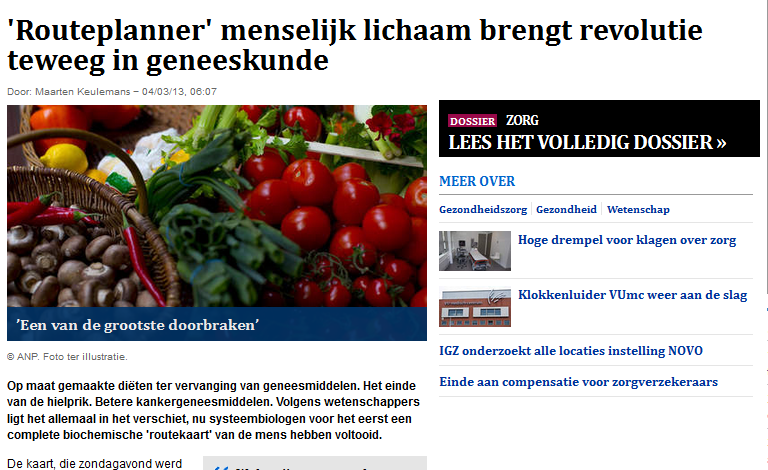 'Routeplanner' menselijk lichaam brengt revolutie
teweeg in geneeskunde
Door: Maarten Keulemans − 04/03/13, 06:07
'Een van de grootste doorbraken'
© ANP. Foto ter illustratie.
Op maat gemaakte diëten ter vervanging van geneesmiddelen. Het einde
van de hielprik. Betere kankergeneesmiddelen. Volgens wetenschappers
ligt het allemaal in het verschiet, nu systeembiologen voor het eerst een
complete biochemische 'routekaart' van de mens hebben voltooid.
De kaart, die zondagavond werd
DOSSIER ZORG
LEES HET VOLLEDIG DOSSIER »
MEER OVER
Gezondheidszorg | Gezondheid | Wetenschap
Hoge drempel voor klagen over zorg
Klokkenluider VUmc weer aan de slag
IGZ onderzoekt alle locaties instelling NOVO
Einde aan compensatie voor zorgverzekeraars